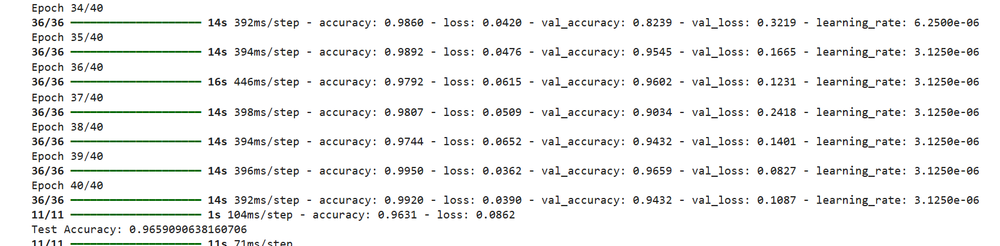 Epoch 34/40
36/36 ━━━━━━━━━━━━━━━━━━━━ 14s 392ms/step - accuracy: 0.9860 - loss: 0.0420 - val_accuracy: 0.8239 - val_loss: 0.3219 - learning_rate: 6.2500e-06
Epoch 35/40
36/36 ━━━━━━━━━━━━━━━━━━━━ 14s 394ms/step - accuracy: 0.9892 - loss: 0.0476 - val_accuracy: 0.9545 - val_loss: 0.1665 - learning_rate: 3.1250e-06
Epoch 36/40
36/36 ━━━━━━━━━━━━━━━━━━━━ 16s 446ms/step - accuracy: 0.9792 - loss: 0.0615 - val_accuracy: 0.9602 - val_loss: 0.1231 - learning_rate: 3.1250e-06
Epoch 37/40
36/36 ━━━━━━━━━━━━━━━━━━━━ 14s 398ms/step - accuracy: 0.9807 - loss: 0.0509 - val_accuracy: 0.9034 - val_loss: 0.2418 - learning_rate: 3.1250e-06
Epoch 38/40
36/36 ━━━━━━━━━━━━━━━━━━━━ 14s 394ms/step - accuracy: 0.9744 - loss: 0.0652 - val_accuracy: 0.9432 - val_loss: 0.1401 - learning_rate: 3.1250e-06
Epoch 39/40
36/36 ━━━━━━━━━━━━━━━━━━━━ 14s 396ms/step - accuracy: 0.9950 - loss: 0.0362 - val_accuracy: 0.9659 - val_loss: 0.0827 - learning_rate: 3.1250e-06
Epoch 40/40
36/36 ━━━━━━━━━━━━━━━━━━━━ 14s 392ms/step - accuracy: 0.9920 - loss: 0.0390 - val_accuracy: 0.9432 - val_loss: 0.1087 - learning_rate: 3.1250e-06
11/11 ━━━━━━━━━━━━━━━━━━━━ 1s 104ms/step - accuracy: 0.9631 - loss: 0.0862
Test Accuracy: 0.9659090638160706
11/11 ━━━━━━━━━━━━━━━━━━━━ 11s 71ms/step